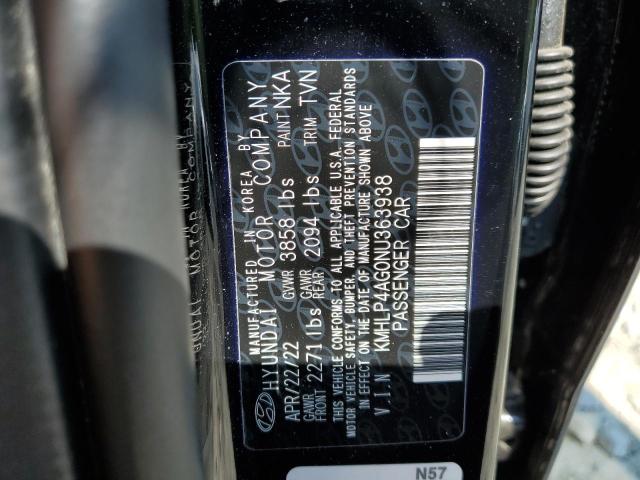 MANUFACTURED IN KOREA BY
HYUNDAI MOTOR COMPANY
APR/22/22 GVWR 3858 lbs PAINT NKA
GAWR FRONT 2271 lbs GAWR REAR 2094 lbs TRIM TVN
THIS VEHICLE CONFORMS TO ALL APPLICABLE U.S.A. FEDERAL
MOTOR VEHICLE SAFETY, BUMPER AND THEFT PREVENTION STANDARDS
IN EFFECT ON THE DATE OF MANUFACTURE SHOWN ABOVE
V.I.N KMHLP4AG0NU363938
PASSENGER CAR
N57